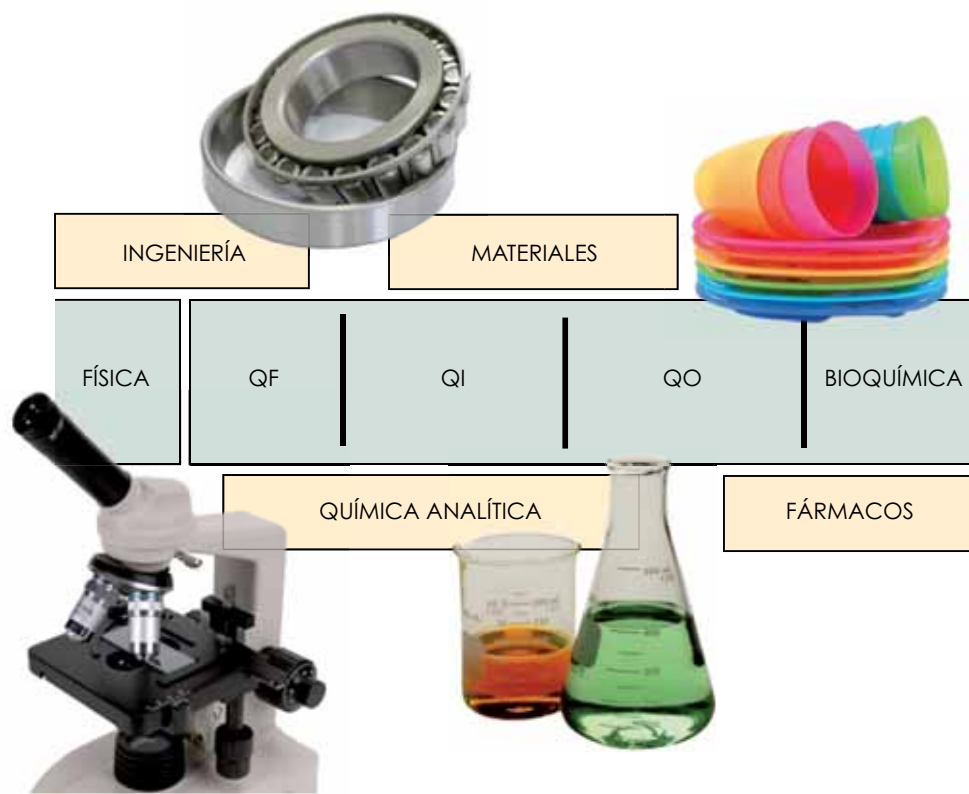 INGENIERÍA
MATERIALES
FÍSICA
QF
QI
QO
BIOQUÍMICA
QUÍMICA ANALÍTICA
FÁRMACOS